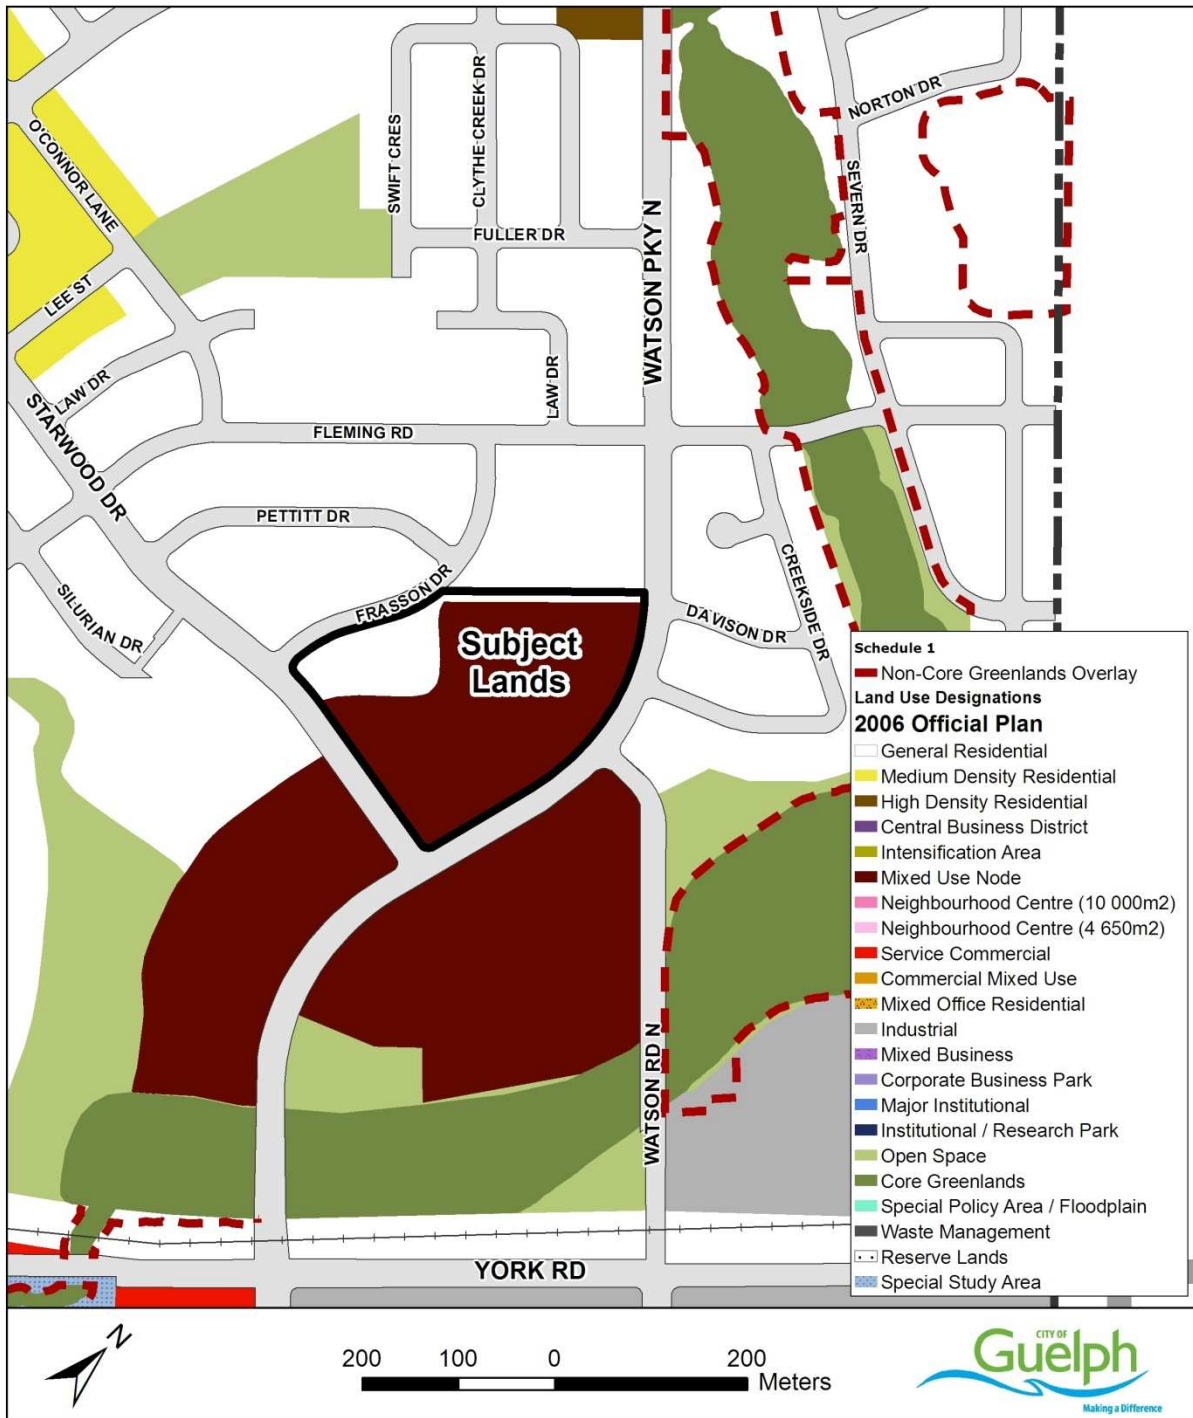 NORTON DR
O'CONNOR LANE
SWIFT CRES
CLYTHE CREEK DR
WATSON PKY N
SEVERN DR
FULLER DR
LEE ST
LAW DR
LAW DR
STARWOOD DR
FLEMING RD
PETTITT DR
SILURIAN DR
FRASSON DR
CREEKSIDE DR
DAVISON DR
Subject
Lands
Schedule 1
Non-Core Greenlands Overlay
Land Use Designations
2006 Official Plan
General Residential
Medium Density Residential
High Density Residential
Central Business District
Intensification Area
Mixed Use Node
Neighbourhood Centre (10 000m2)
Neighbourhood Centre (4 650m2)
Service Commercial
Commercial Mixed Use
Mixed Office Residential
Industrial
Mixed Business
Corporate Business Park
Major Institutional
Institutional / Research Park
Open Space
Core Greenlands
Special Policy Area / Floodplain
Waste Management
Reserve Lands
Special Study Area
WATSON RD N
YORK RD
N
200 100 0 200
Meters
CITY OF
Guelph
Making a Difference